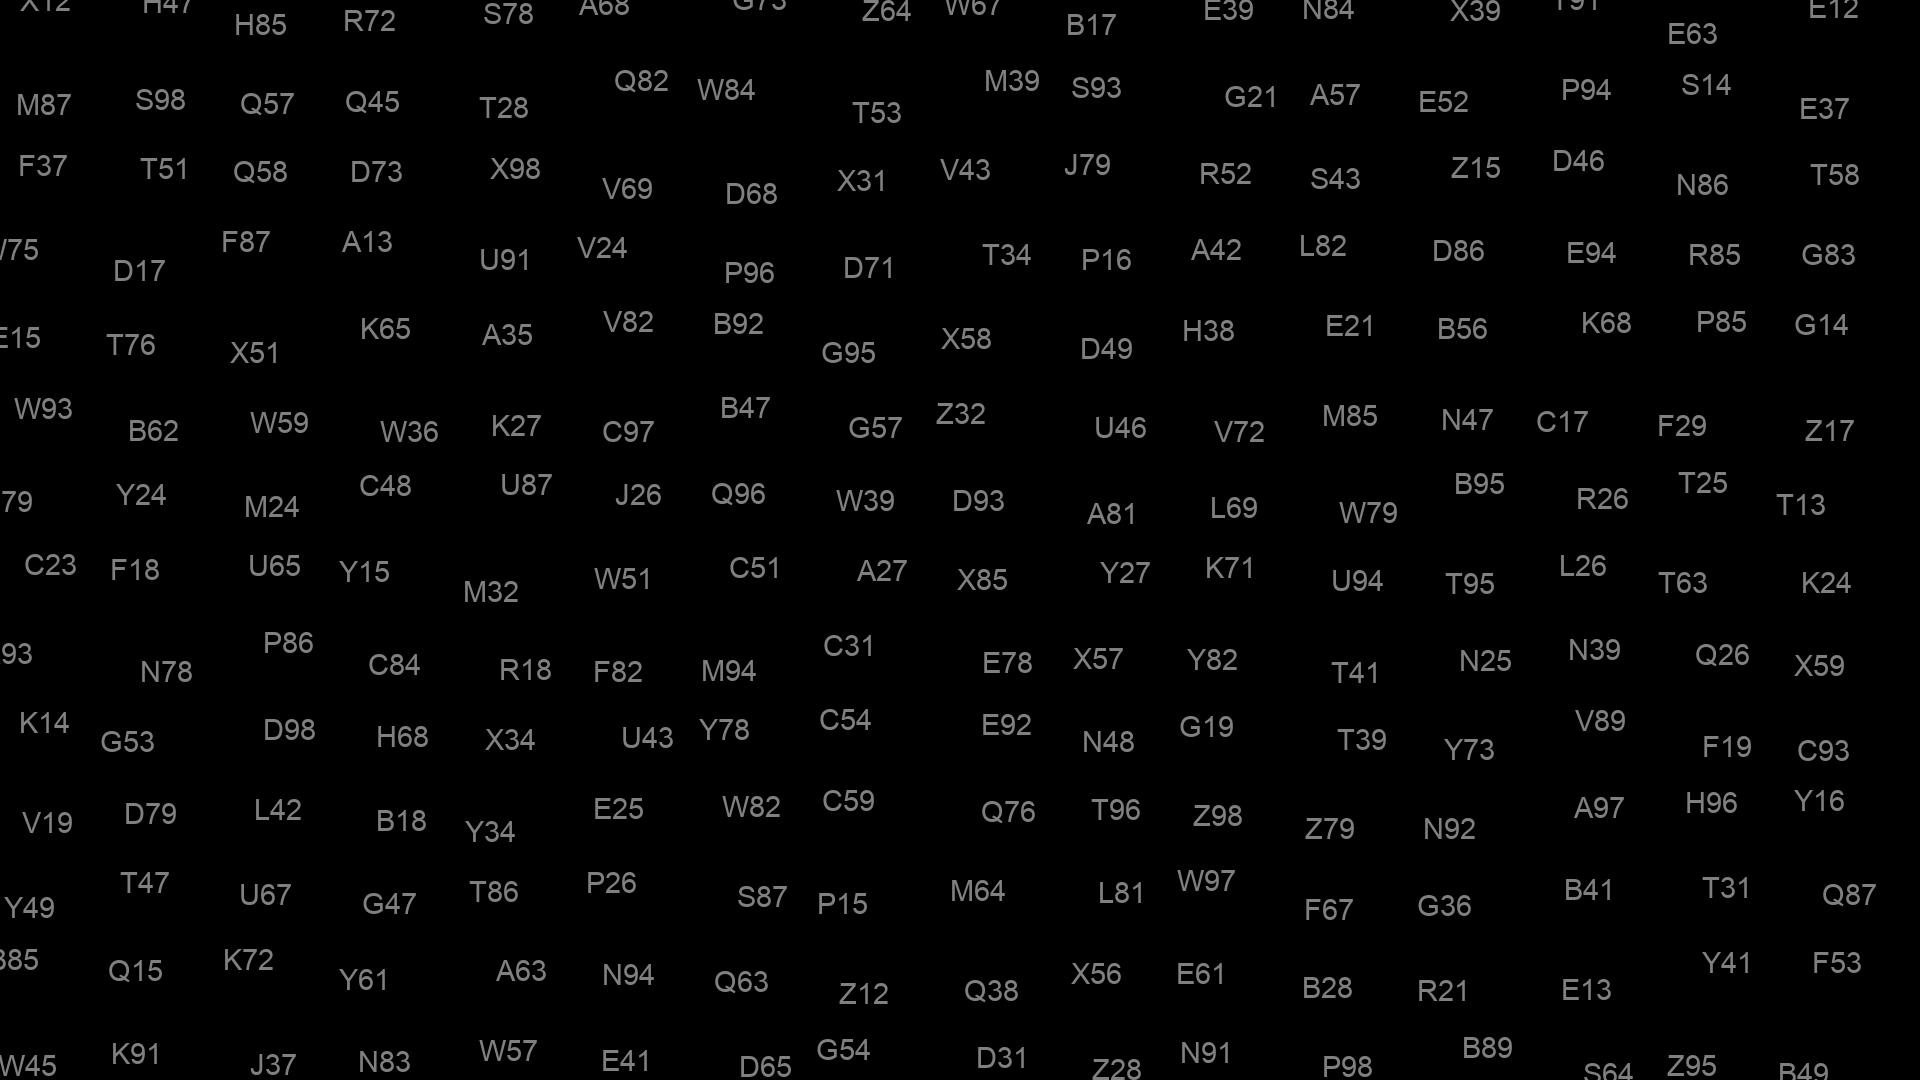 X12 H47 H85 R72 S78 A68 G73 Z64 W67 B17 E39 N84 X39 T91 E63 E12
M87 S98 Q57 Q45 T28 Q82 W84 T53 M39 S93 G21 A57 E52 P94 S14 E37
F37 T51 Q58 D73 X98 V69 D68 X31 V43 J79 R52 S43 Z15 D46 N86 T58
75 D17 F87 A13 U91 V24 P96 D71 T34 P16 A42 L82 D86 E94 R85 G83
E15 T76 X51 K65 A35 V82 B92 G95 X58 D49 H38 E21 B56 K68 P85 G14
W93 B62 W59 W36 K27 C97 B47 G57 Z32 U46 V72 M85 N47 C17 F29 Z17
79 Y24 M24 C48 U87 J26 Q96 W39 D93 A81 L69 W79 B95 R26 T25 T13
C23 F18 U65 Y15 M32 W51 C51 A27 X85 Y27 K71 U94 T95 L26 T63 K24
93 N78 P86 C84 R18 F82 M94 C31 E78 X57 Y82 T41 N25 N39 Q26 X59
K14 G53 D98 H68 X34 U43 Y78 C54 E92 N48 G19 T39 Y73 V89 F19 C93
V19 D79 L42 B18 Y34 E25 W82 C59 Q76 T96 Z98 Z79 N92 A97 H96 Y16
Y49 T47 U67 G47 T86 P26 S87 P15 M64 L81 W97 F67 G36 B41 T31 Q87
B85 Q15 K72 Y61 A63 N94 Q63 Z12 Q38 X56 E61 B28 R21 E13 Y41 F53
W45 K91 J37 N83 W57 E41 D65 G54 D31 Z28 N91 P98 B89 S64 Z95 B49